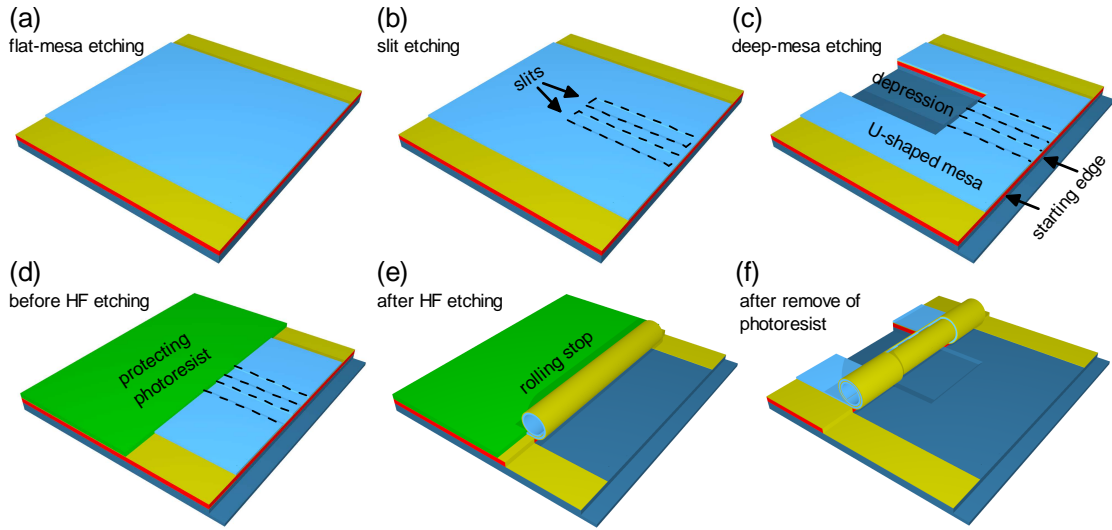 (a)
flat-mesa etching
(b)
slit etching
slits
(c)
deep-mesa etching
depression
U-shaped mesa
starting edge
(d)
before HF etching
protecting
photoresist
(e)
after HF etching
rolling stop
(f)
after remove of
photoresist